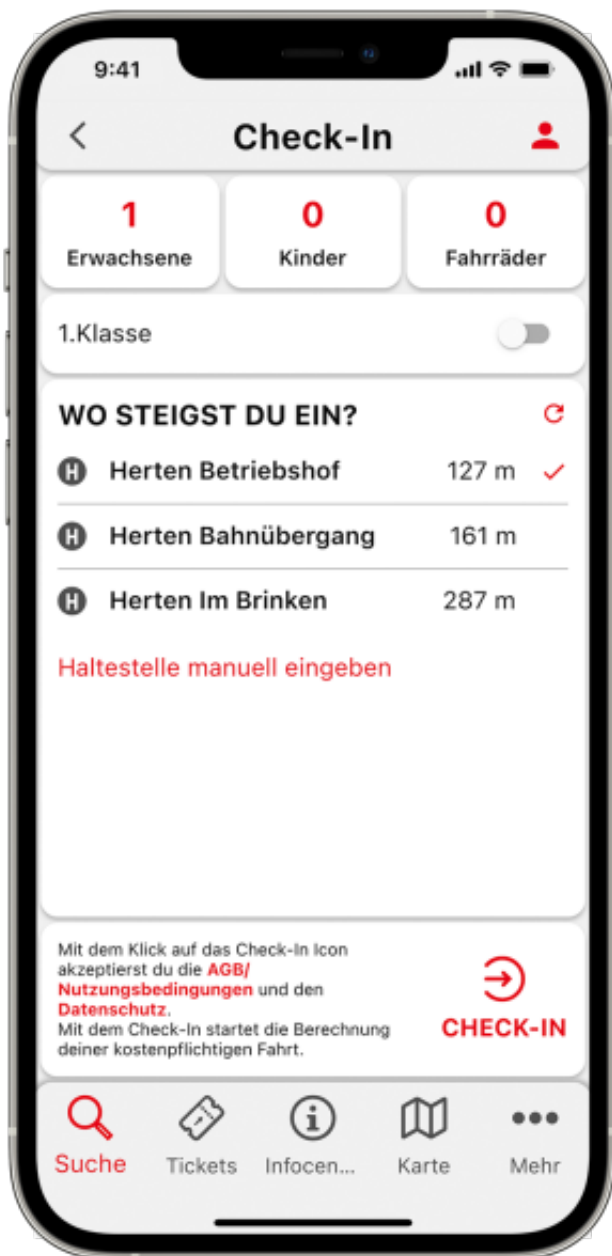 9:41
Check-In
1 0 0
Erwachsene Kinder Fahrräder
1.Klasse
WO STEIGST DU EIN?
H Herten Betriebshof 127 m
H Herten Bahnübergang 161 m
H Herten Im Brinken 287 m
Haltestelle manuell eingeben
Mit dem Klick auf das Check-In Icon
akzeptierst du die AGB/
Nutzungsbedingungen und den
Datenschutz.
Mit dem Check-In startet die Berechnung
deiner kostenpflichtigen Fahrt.
CHECK-IN
Suche Tickets Infocen... Karte Mehr